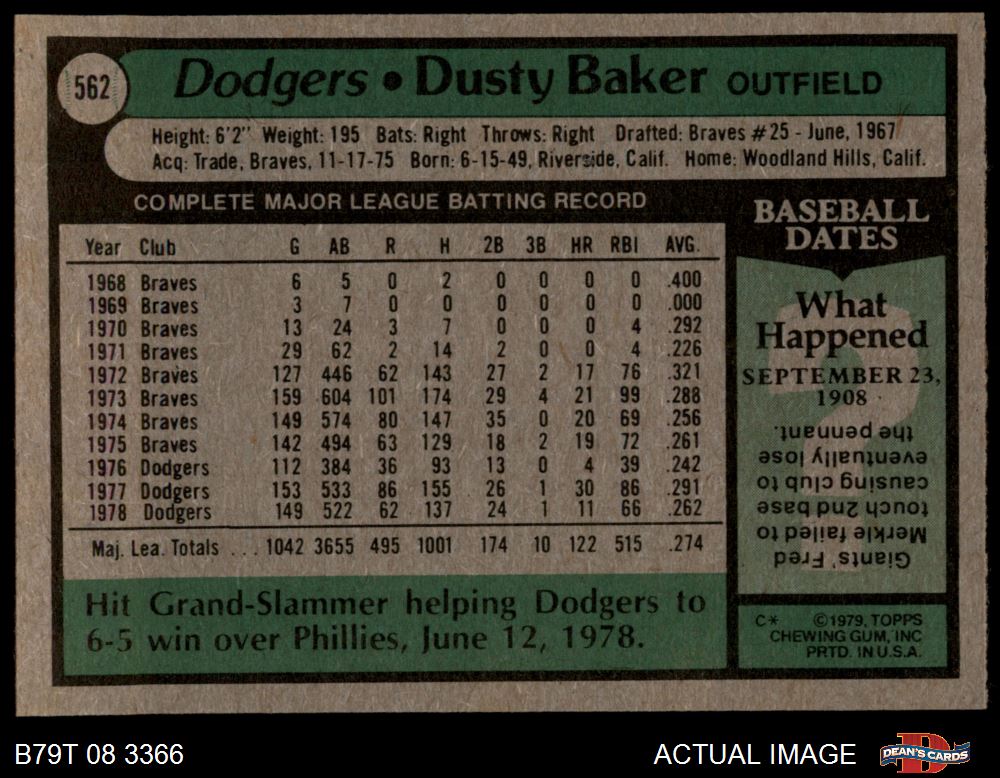 562
Dodgers • Dusty Baker OUTFIELD
Height: 6'2" Weight: 195 Bats: Right Throws: Right Drafted: Braves #25 - June, 1967
Acq: Trade, Braves, 11-17-75 Born: 6-15-49, Riverside, Calif. Home: Woodland Hills, Calif.
COMPLETE MAJOR LEAGUE BATTING RECORD
Year Club G AB R H 2B 3B HR RBI AVG.
1968 Braves 6 5 0 2 0 0 0 0 .400
1969 Braves 3 7 0 0 0 0 0 0 .000
1970 Braves 13 24 3 7 0 0 0 4 .292
1971 Braves 29 62 2 14 2 0 0 4 .226
1972 Braves 127 446 62 143 27 2 17 76 .321
1973 Braves 159 604 101 174 29 4 21 99 .288
1974 Braves 149 574 80 147 35 0 20 69 .256
1975 Braves 142 494 63 129 18 2 19 72 .261
1976 Dodgers 112 384 36 93 13 0 4 39 .242
1977 Dodgers 153 533 86 155 26 1 30 86 .291
1978 Dodgers 149 522 62 137 24 1 11 66 .262
Maj. Lea. Totals ... 1042 3655 495 1001 174 10 122 515 .274
Hit Grand-Slammer helping Dodgers to
6-5 win over Phillies, June 12, 1978.
BASEBALL
DATES
What
Happened
SEPTEMBER 23,
1908
Giants' Fred
Merkle failed to
touch 2nd base
causing club to
eventually lose
the pennant.
C* ©1979, TOPPS
CHEWING GUM, INC
PRTD. IN U.S.A.
B79T 08 3366
ACTUAL IMAGE
DEAN'S CARDS